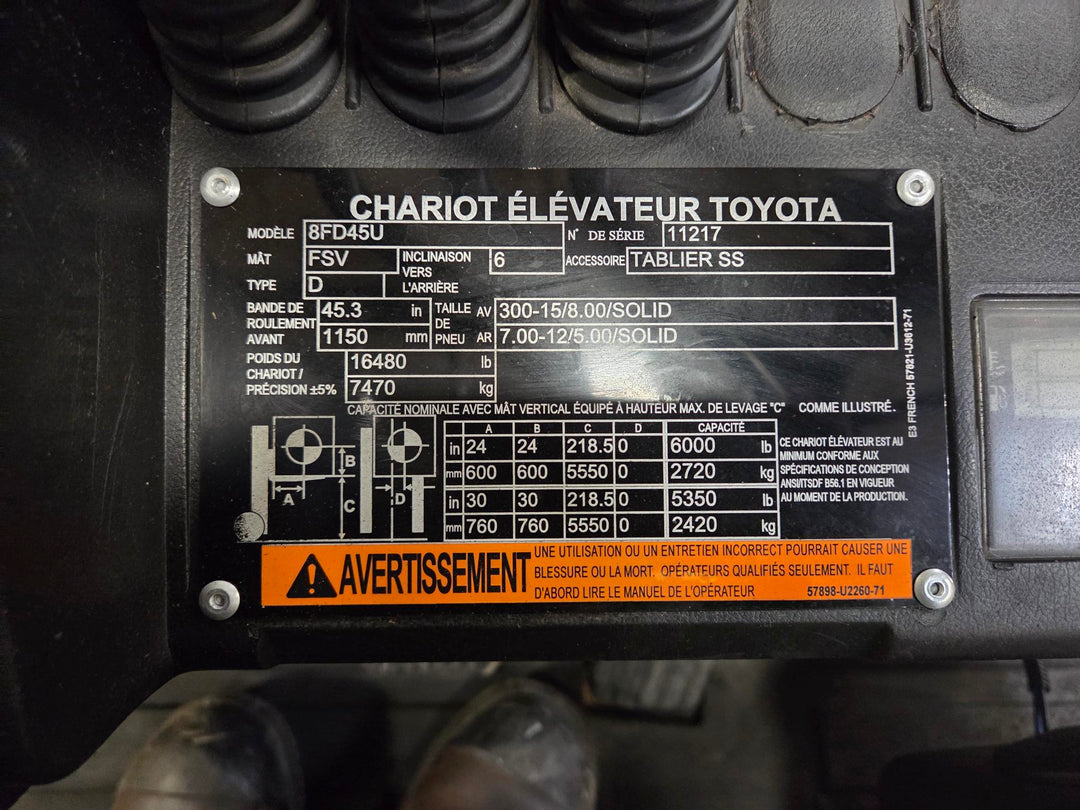 CHARIOT ÉLÉVATEUR TOYOTA
MODÈLE 8FD45U N° DE SÉRIE 11217
MÂT FSV INCLINAISON VERS L'ARRIÈRE 6 ACCESSOIRE TABLIER SS
TYPE D
BANDE DE ROULEMENT AVANT 45.3 in TAILLE DE PNEU AV 300-15/8.00/SOLID
1150 mm AR 7.00-12/5.00/SOLID
POIDS DU CHARIOT / PRÉCISION ±5% 16480 lb
7470 kg
CAPACITÉ NOMINALE AVEC MÂT VERTICAL ÉQUIPÉ À HAUTEUR MAX. DE LEVAGE "C" COMME ILLUSTRÉ.
A B C D CAPACITÉ
in 24 24 218.5 0 6000 lb
mm 600 600 5550 0 2720 kg
in 30 30 218.5 0 5350 lb
mm 760 760 5550 0 2420 kg
B
A
D
C
CE CHARIOT ÉLÉVATEUR EST AU
MINIMUM CONFORME AUX
SPÉCIFICATIONS DE CONCEPTION
ANSI/ITSDF B56.1 EN VIGUEUR
AU MOMENT DE LA PRODUCTION.
E3 FRENCH 57821-U3612-71
AVERTISSEMENT
UNE UTILISATION OU UN ENTRETIEN INCORRECT POURRAIT CAUSER UNE
BLESSURE OU LA MORT. OPÉRATEURS QUALIFIÉS SEULEMENT. IL FAUT
D'ABORD LIRE LE MANUEL DE L'OPÉRATEUR
57898-U2260-71